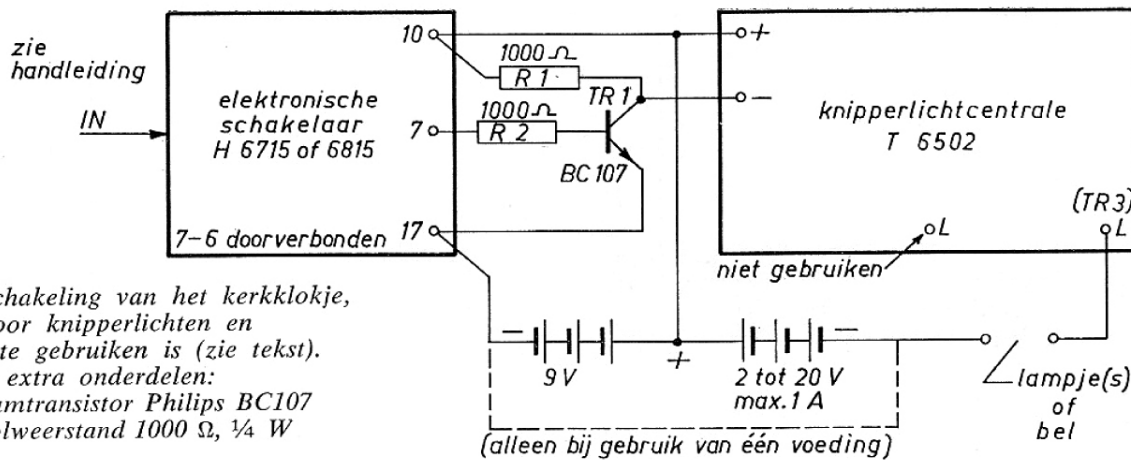 zie
handleiding
IN
elektronische
schakelaar
H 6715 of 6815
10
7
17
7-6 doorverbonden
1000 Ω
R 1
1000 Ω
R 2
TR 1
BC 107
+
−
knipperlichtcentrale
T 6502
(TR3)
L
L
niet gebruiken
chakeling van het kerkklokje,
oor knipperlichten en
te gebruiken is (zie tekst).
extra onderdelen:
mtransistor Philips BC107
lweerstand 1000 Ω, ¼ W
−
9 V
+
−
2 tot 20 V
max. 1 A
lampje(s)
of
bel
(alleen bij gebruik van één voeding)